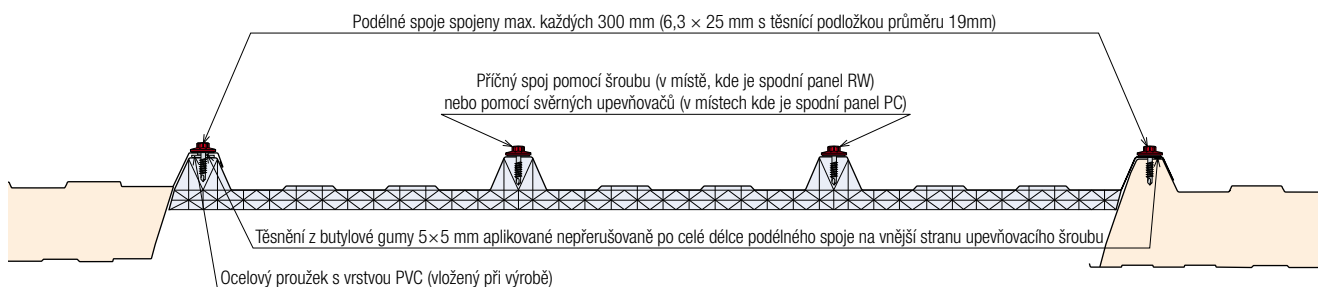 Podélné spoje spojeny max. každých 300 mm (6,3 × 25 mm s těsnící podložkou průměru 19mm)
Příčný spoj pomocí šroubu (v místě, kde je spodní panel RW)
nebo pomocí svěrných upevňovačů (v místech kde je spodní panel PC)
Těsnění z butylové gumy 5×5 mm aplikované nepřerušovaně po celé délce podélného spoje na vnější stranu upevňovacího šroubu
Ocelový proužek s vrstvou PVC (vložený při výrobě)